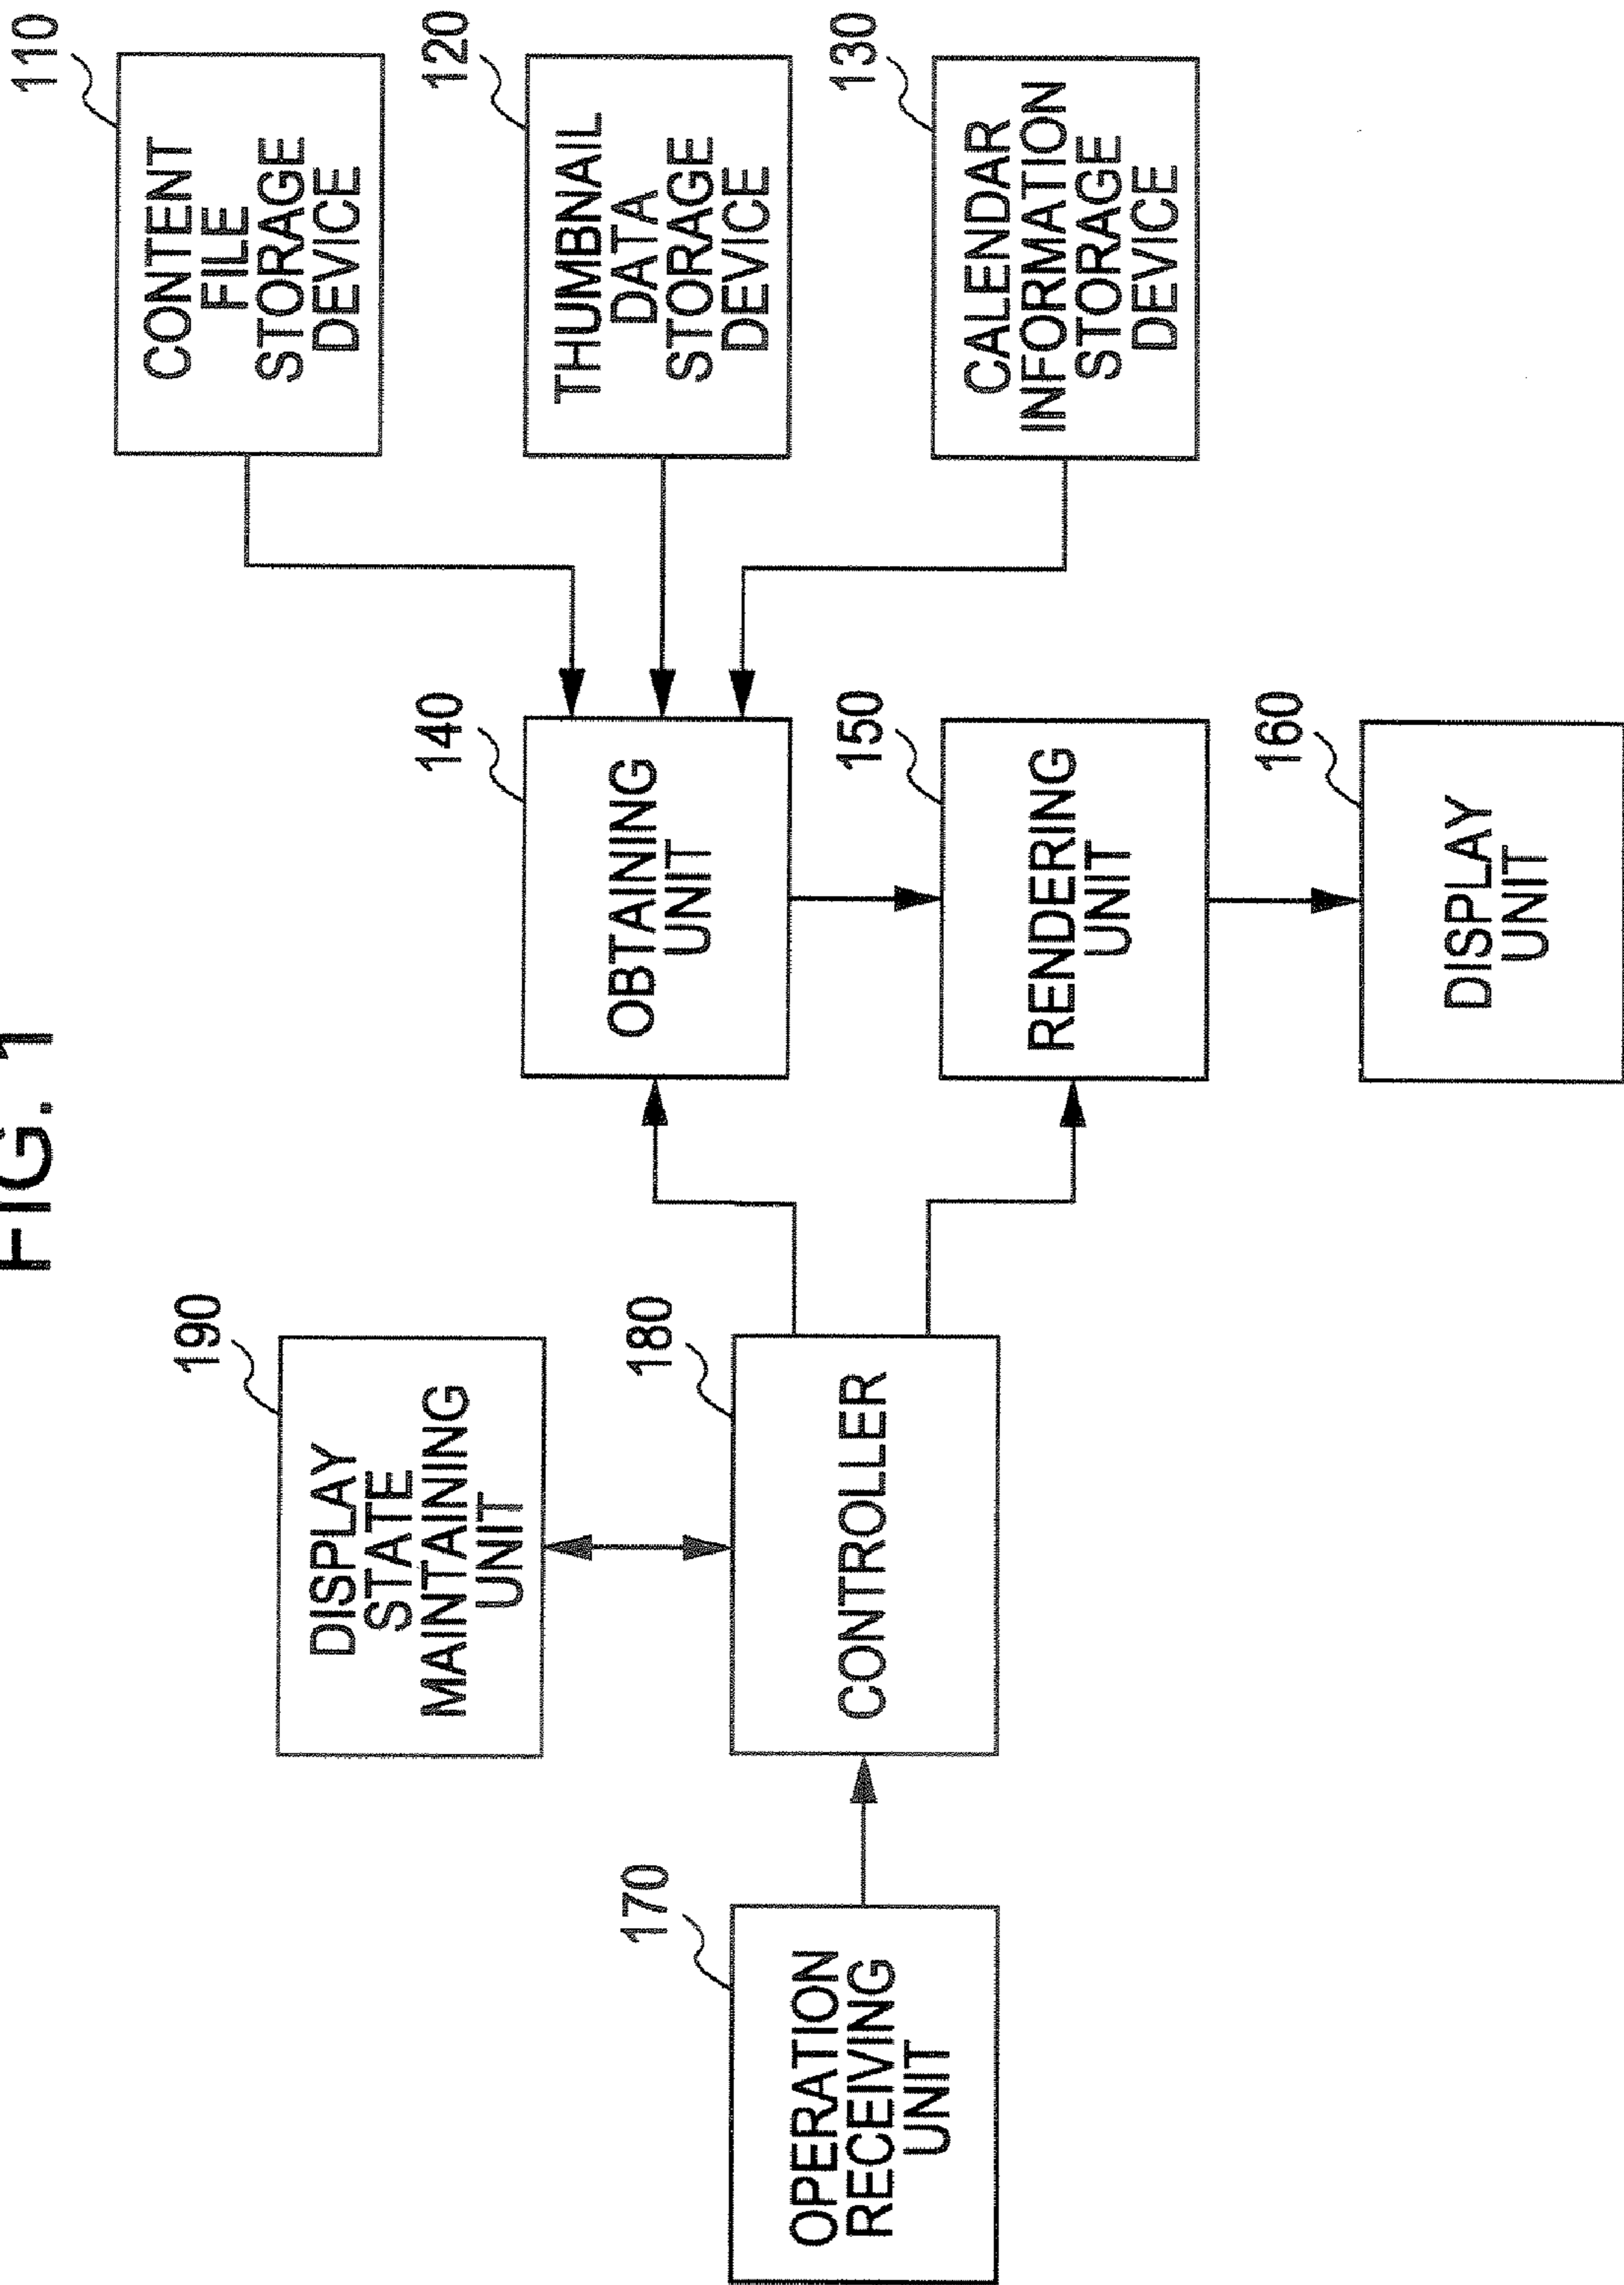 FIG. 1
110
CONTENT
FILE
STORAGE
DEVICE
120
THUMBNAIL
DATA
STORAGE
DEVICE
130
CALENDAR
INFORMATION
STORAGE
DEVICE
140
OBTAINING
UNIT
150
RENDERING
UNIT
160
DISPLAY
UNIT
190
DISPLAY
STATE
MAINTAINING
UNIT
180
CONTROLLER
170
OPERATION
RECEIVING
UNIT